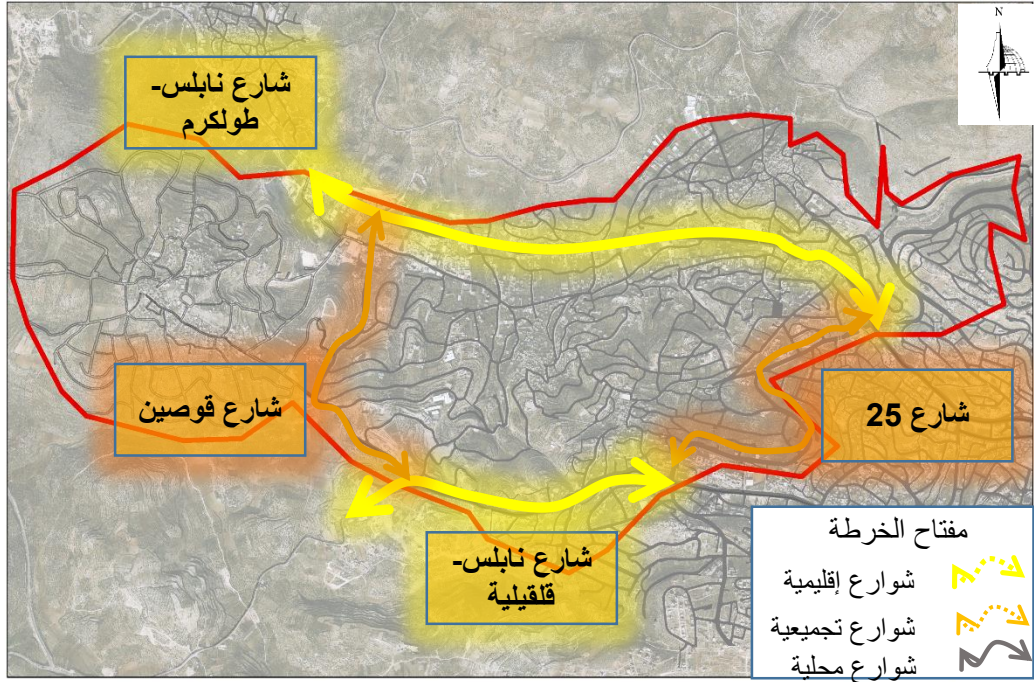 N
شارع نابلس-
طولكرم
شارع قوصين
شارع 25
شارع نابلس-
قلقيلية
مفتاح الخرطة
شوارع إقليمية
شوارع تجميعية
شوارع محلية